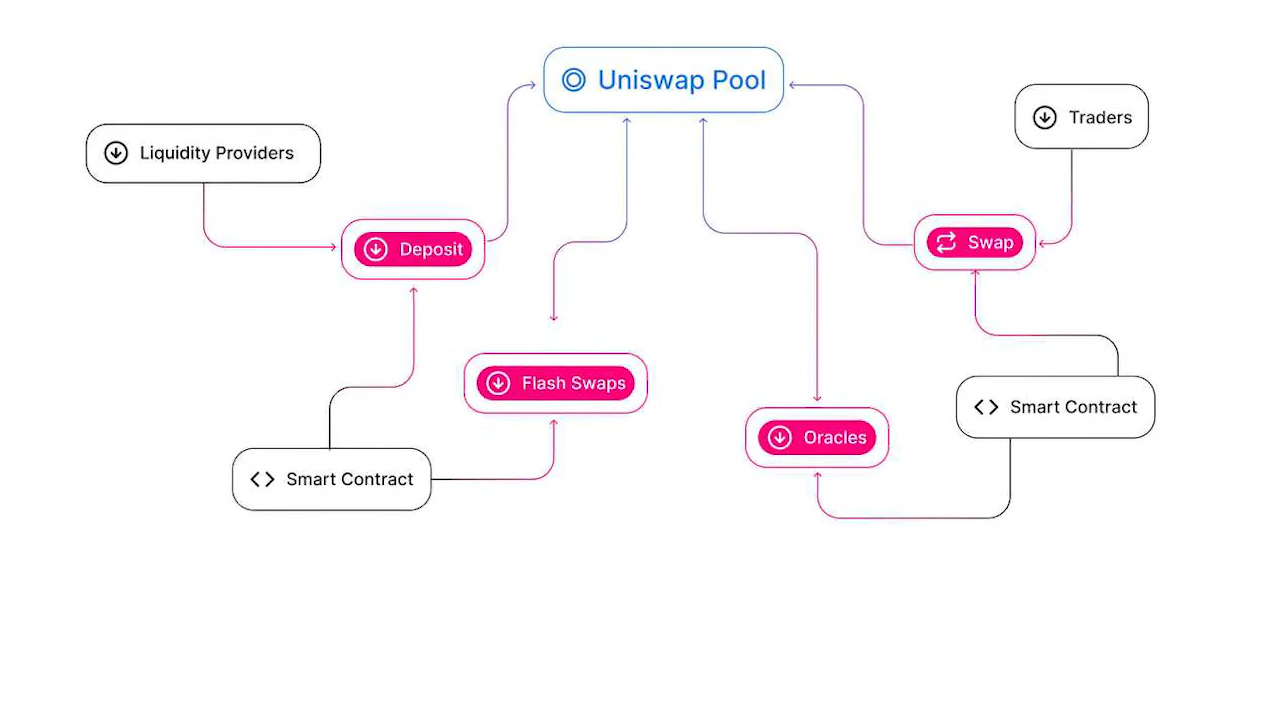 Uniswap Pool
Traders
Liquidity Providers
Deposit
Swap
Flash Swaps
Smart Contract
Oracles
Smart Contract